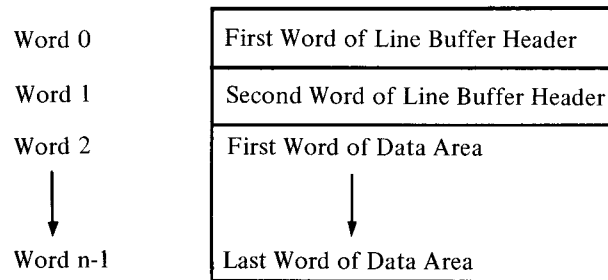 Word 0 First Word of Line Buffer Header
Word 1 Second Word of Line Buffer Header
Word 2 First Word of Data Area
Word n-1 Last Word of Data Area